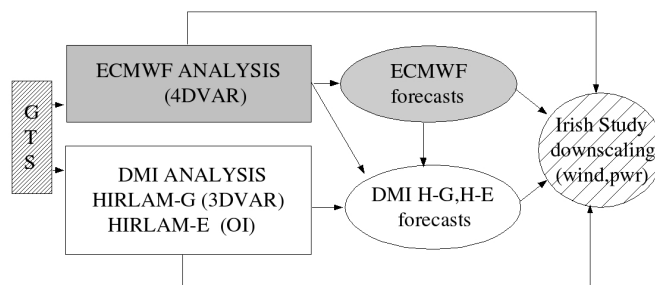 G
T
S
ECMWF ANALYSIS
(4DVAR)
ECMWF
forecasts
Irish Study
downscaling
(wind,pwr)
DMI ANALYSIS
HIRLAM-G (3DVAR)
HIRLAM-E (OI)
DMI H-G,H-E
forecasts